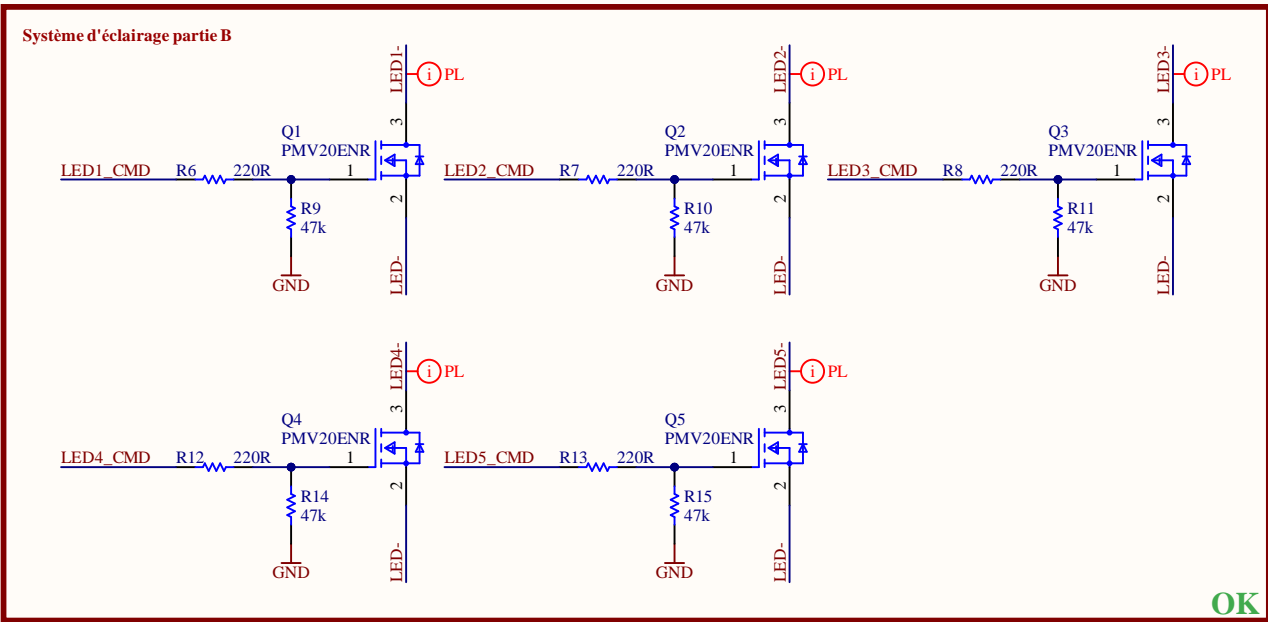 Système d'éclairage partie B
LED1-
i PL
3
Q1
PMV20ENR
LED1_CMD R6 220R 1
2
R9
47k
GND
LED-
LED2-
i PL
3
Q2
PMV20ENR
LED2_CMD R7 220R 1
2
R10
47k
GND
LED-
LED3-
i PL
3
Q3
PMV20ENR
LED3_CMD R8 220R 1
2
R11
47k
GND
LED-
LED4-
i PL
3
Q4
PMV20ENR
LED4_CMD R12 220R 1
2
R14
47k
GND
LED-
LED5-
i PL
3
Q5
PMV20ENR
LED5_CMD R13 220R 1
2
R15
47k
GND
LED-
OK